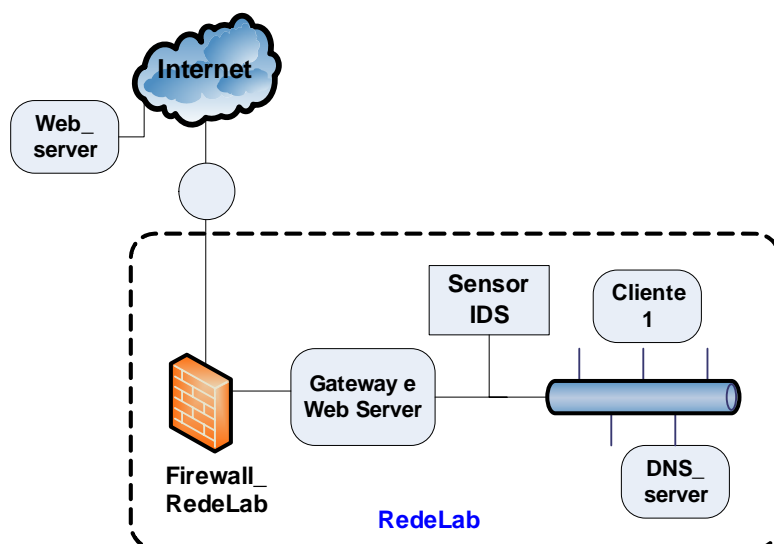 Internet
Web_
server
Sensor
IDS
Cliente
1
Gateway e
Web Server
Firewall_
RedeLab
DNS_
server
RedeLab